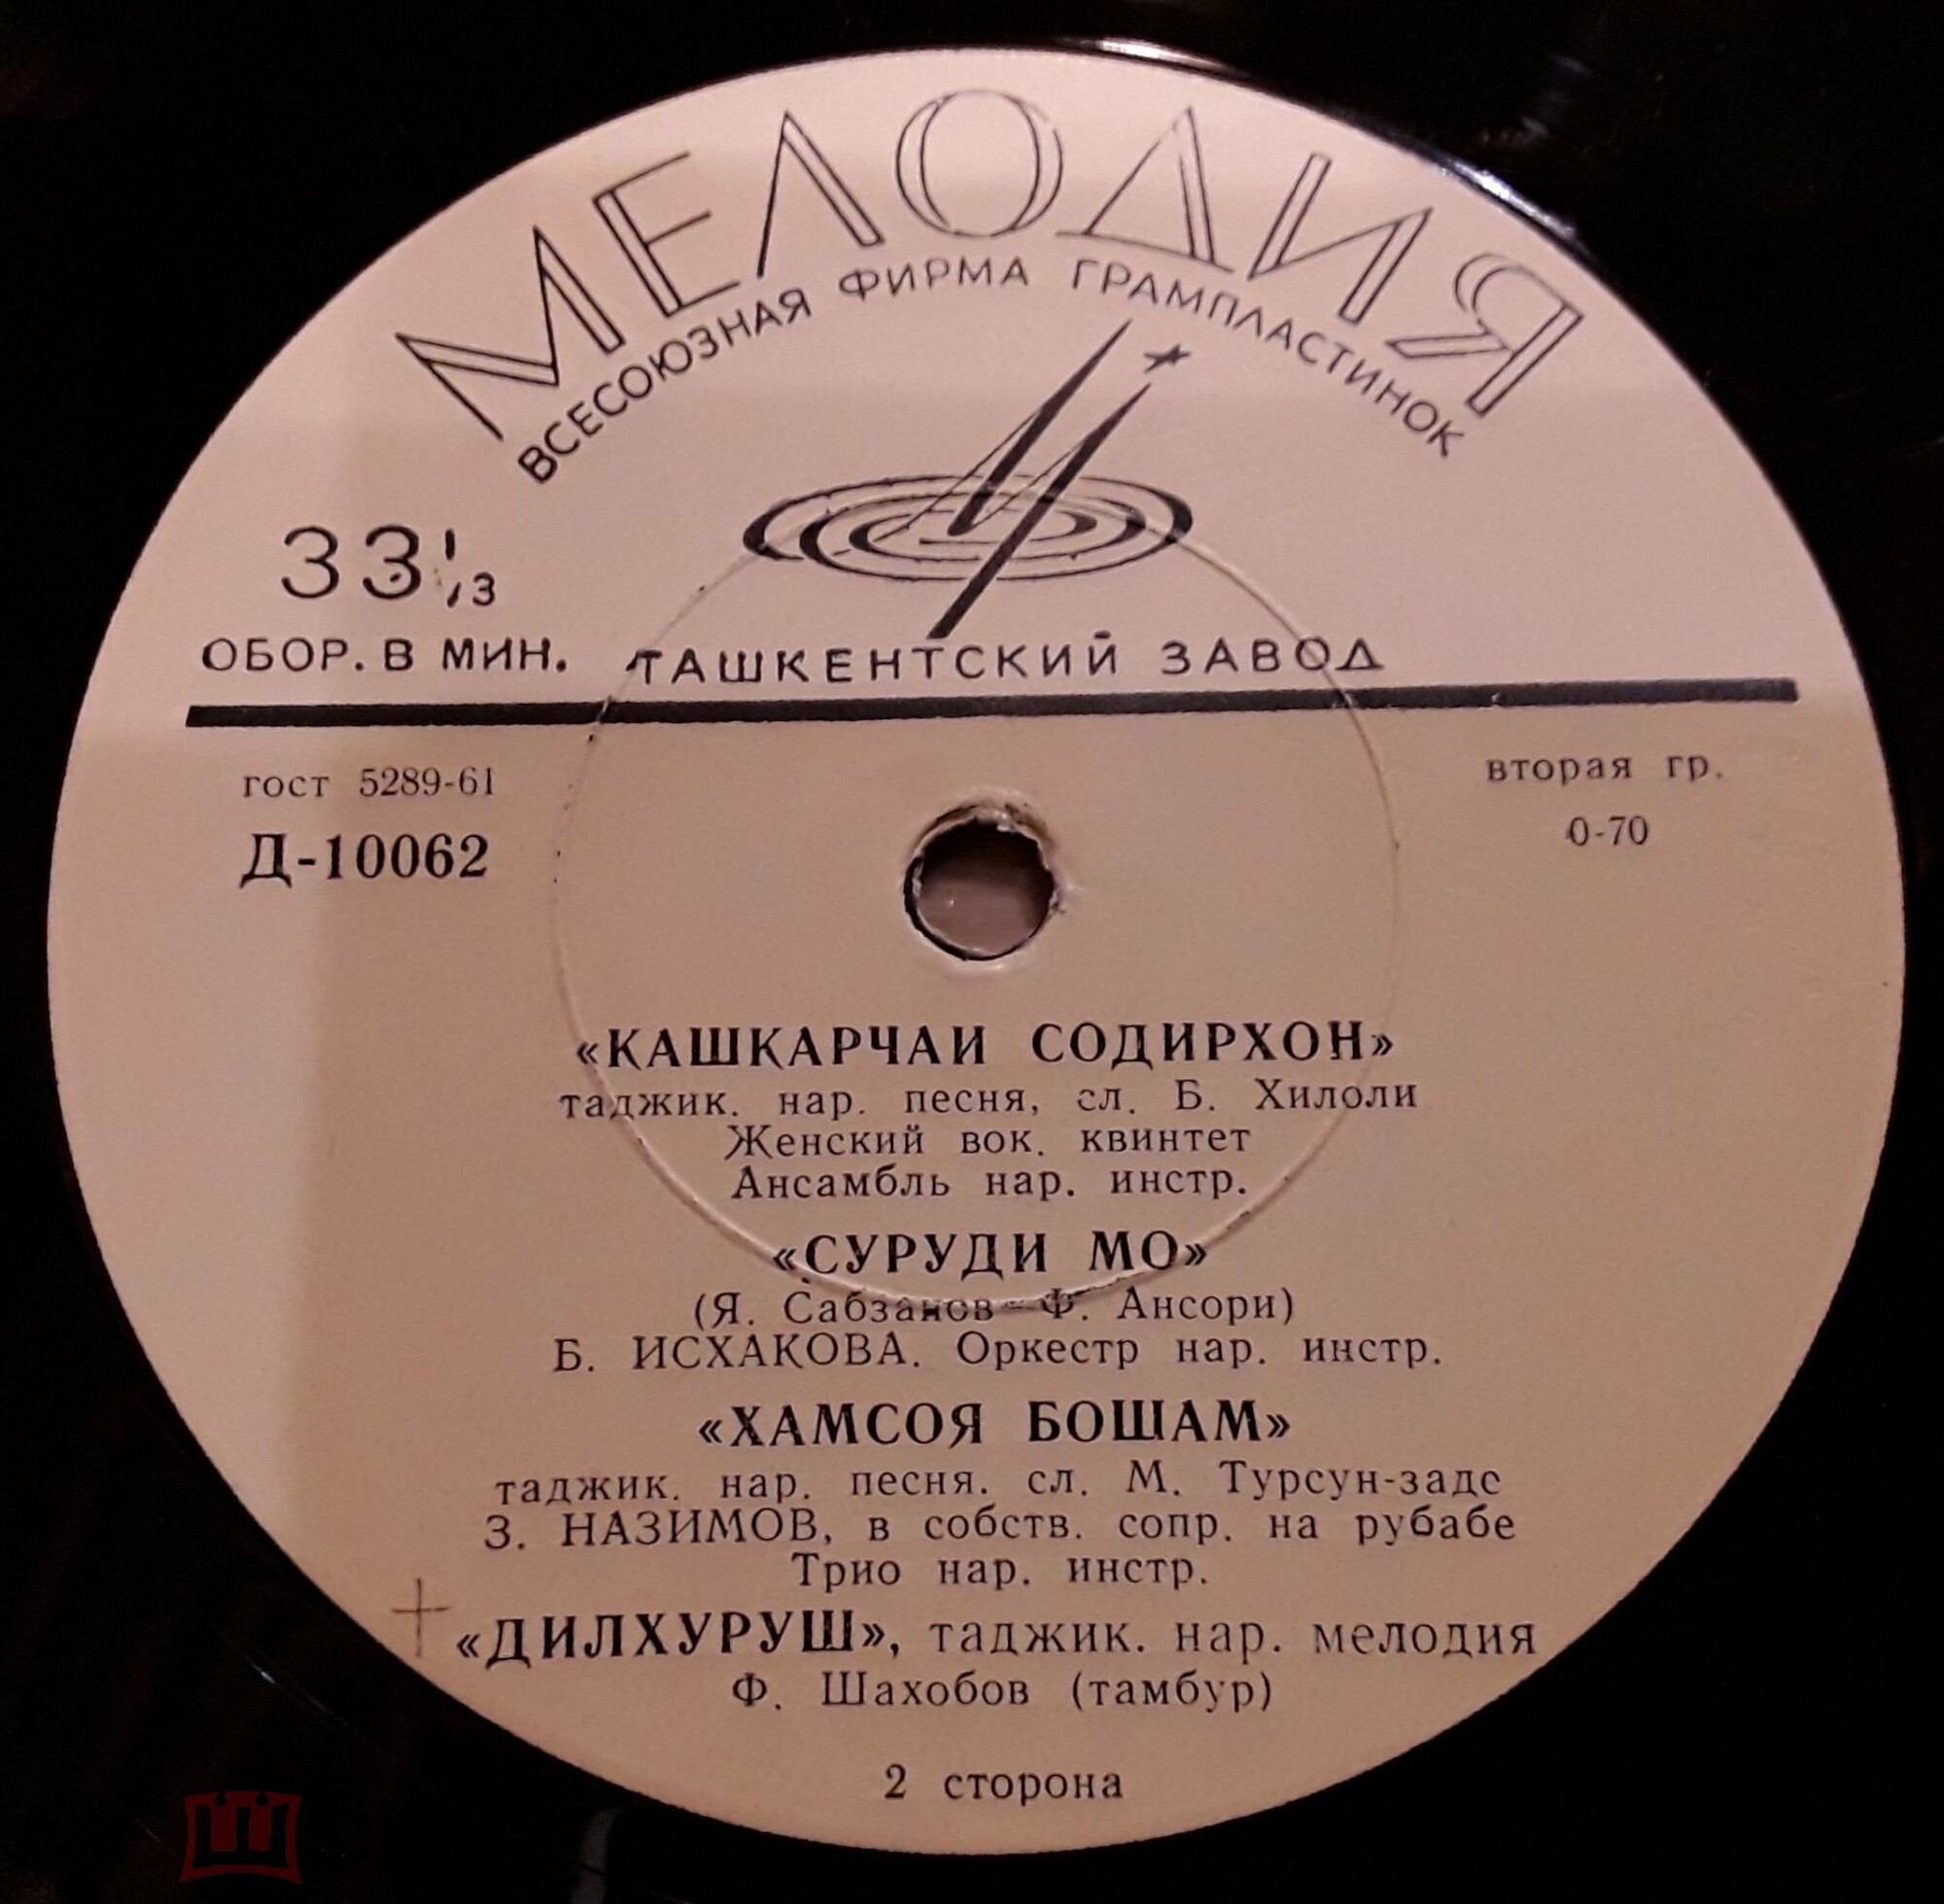 МЕЛОДИЯ
ВСЕСОЮЗНАЯ ФИРМА ГРАМПЛАСТИНОК
33 1/3
ОБОР. В МИН. ТАШКЕНТСКИЙ ЗАВОД
гост 5289-61
вторая гр.
Д-10062
0-70
«КАШКАРЧАИ СОДИРХОН»
таджик. нар. песня, сл. Б. Хилоли
Женский вок. квинтет
Ансамбль нар. инстр.
«СУРУДИ МО»
(Я. Сабзанов — Ф. Ансори)
Б. ИСХАКОВА. Оркестр нар. инстр.
«ХАМСОЯ БОШАМ»
таджик. нар. песня. сл. М. Турсун-заде
З. НАЗИМОВ, в собств. сопр. на рубабе
Трио нар. инстр.
«ДИЛХУРУШ», таджик. нар. мелодия
Ф. Шахобов (тамбур)
2 сторона